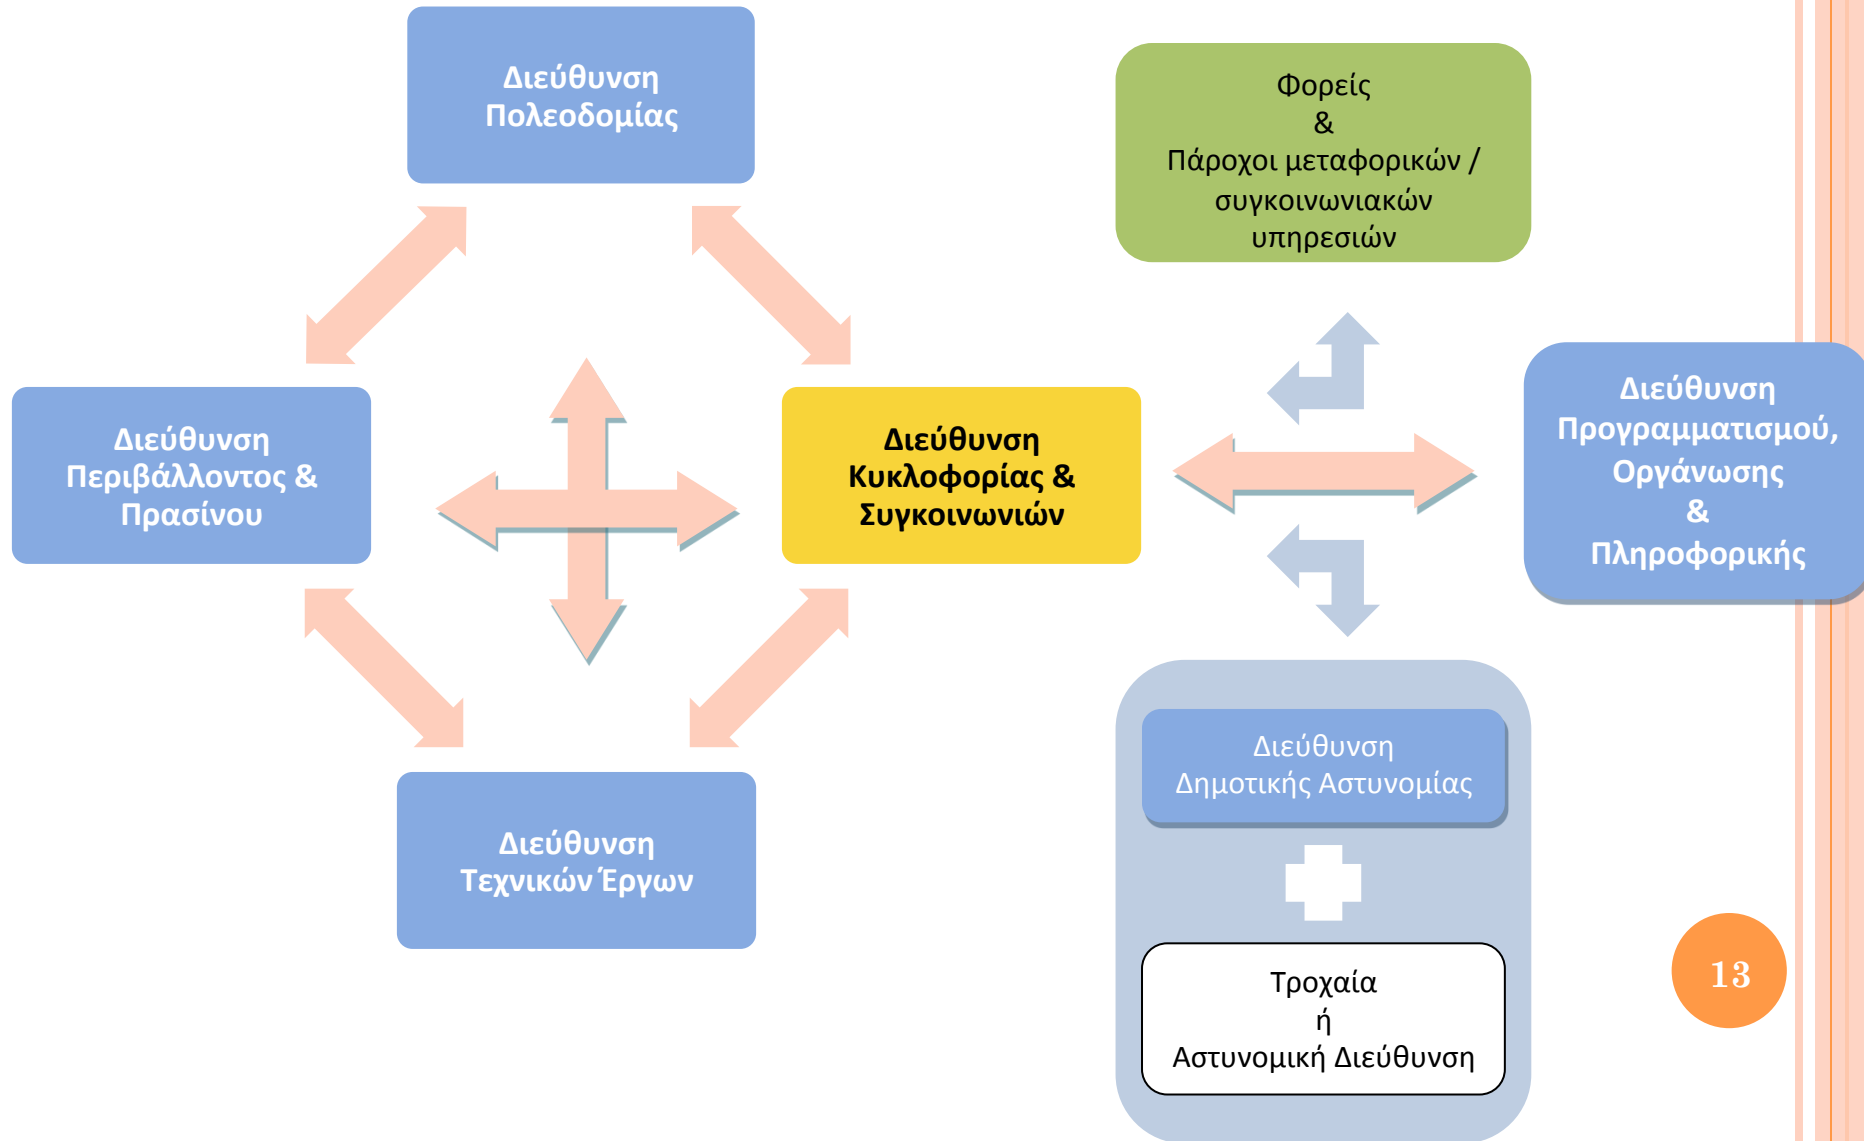 Διεύθυνση
Πολεοδομίας
Φορείς
&
Πάροχοι μεταφορικών /
συγκοινωνιακών
υπηρεσιών
Διεύθυνση
Περιβάλλοντος &
Πρασίνου
Διεύθυνση
Κυκλοφορίας &
Συγκοινωνιών
Διεύθυνση
Προγραμματισμού,
Οργάνωσης
&
Πληροφορικής
Διεύθυνση
Τεχνικών Έργων
Διεύθυνση
Δημοτικής Αστυνομίας
Τροχαία
ή
Αστυνομική Διεύθυνση
13